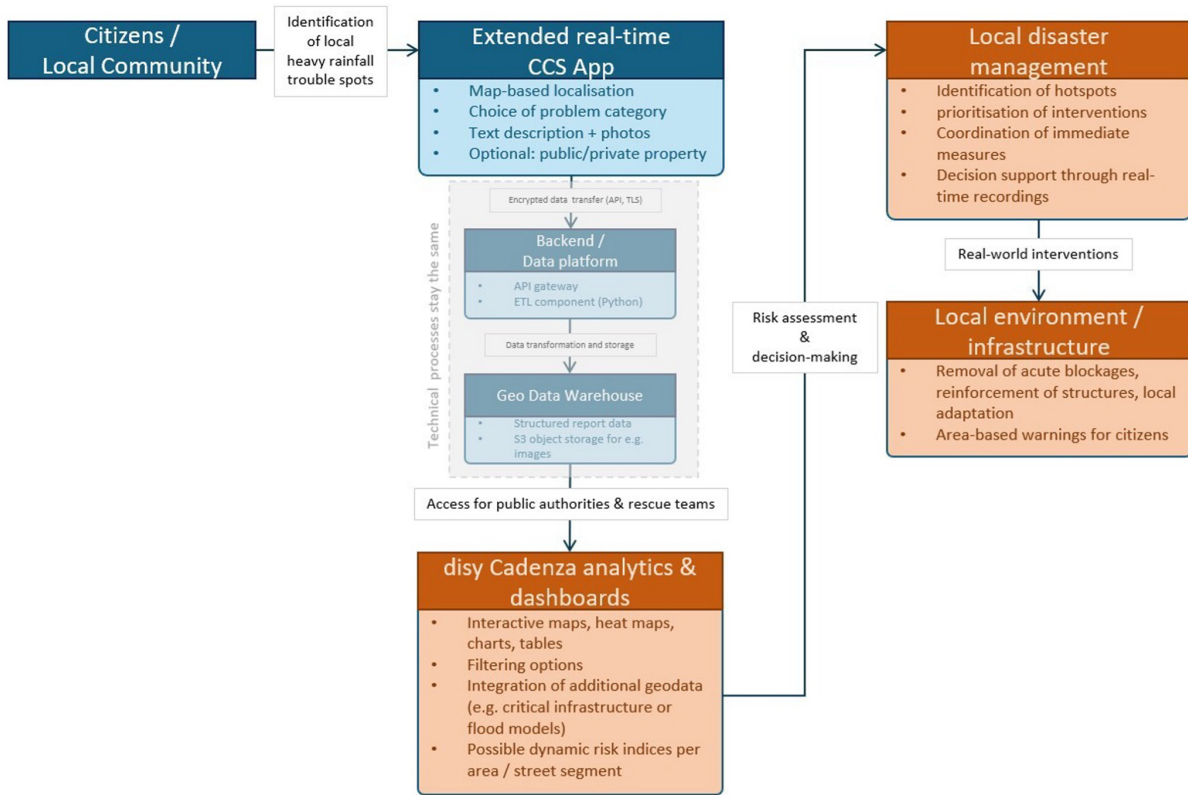 Citizens /
Local Community
Identification
of local
heavy rainfall
trouble spots
Extended real-time
CCS App
• Map-based localisation
• Choice of problem category
• Text description + photos
• Optional: public/private property
Technical processes stay the same
Encrypted data transfer (API, TLS)
Backend /
Data platform
• API gateway
• ETL component (Python)
Data transformation and storage
Geo Data Warehouse
• Structured report data
• S3 object storage for e.g.
images
Access for public authorities & rescue teams
disy Cadenza analytics &
dashboards
• Interactive maps, heat maps,
charts, tables
• Filtering options
• Integration of additional geodata
(e.g. critical infrastructure or
flood models)
• Possible dynamic risk indices per
area / street segment
Risk assessment
&
decision-making
Local disaster
management
• Identification of hotspots
• prioritisation of interventions
• Coordination of immediate
measures
• Decision support through real-
time recordings
Real-world interventions
Local environment /
infrastructure
• Removal of acute blockages,
reinforcement of structures, local
adaptation
• Area-based warnings for citizens